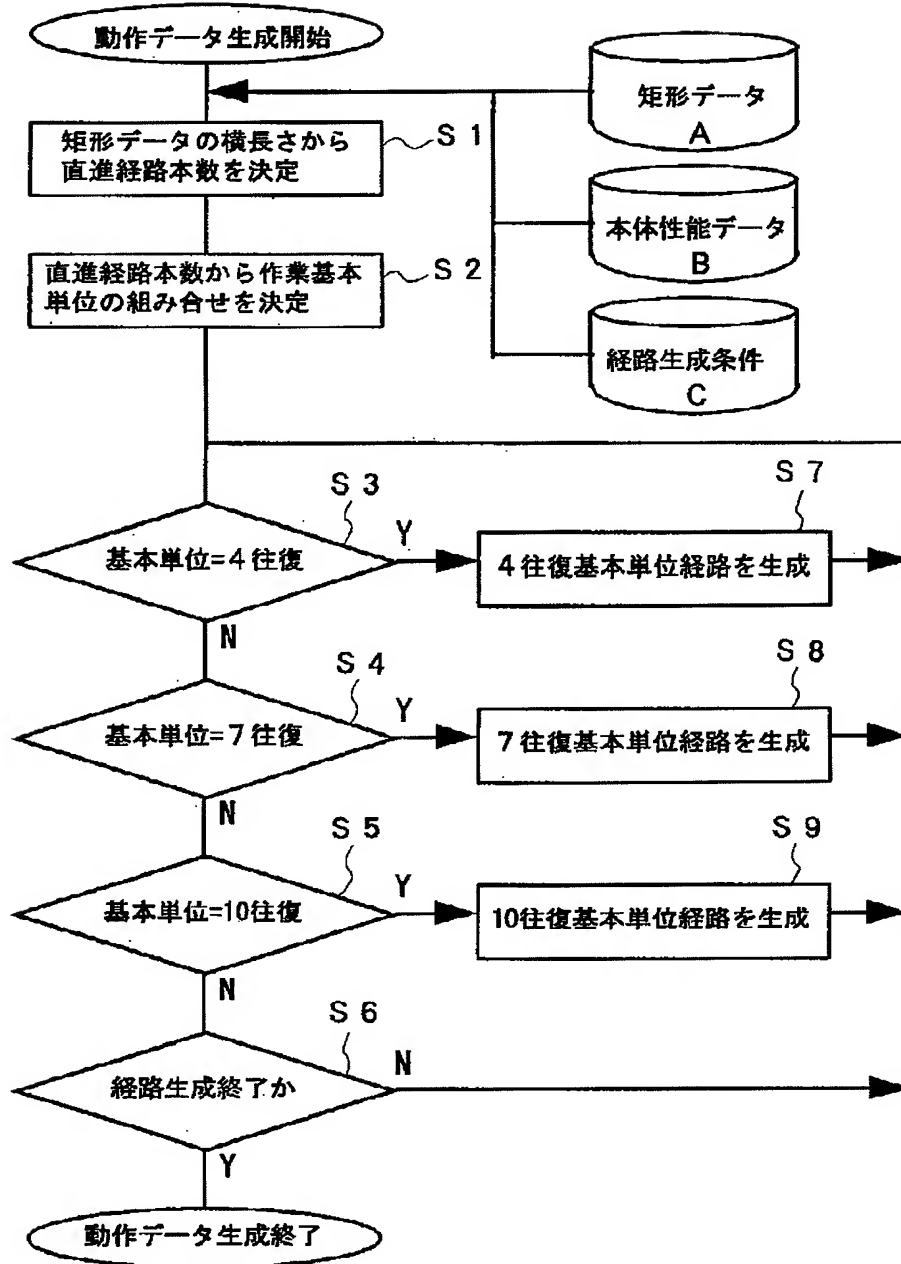 動作データ生成開始
矩形データ
A
矩形データの横長さから
直進経路本数を決定
S 1
本体性能データ
B
直進経路本数から作業基本
単位の組み合せを決定
S 2
経路生成条件
C
S 3
基本単位=4往復
Y
N
S 7
4往復基本単位経路を生成
S 4
基本単位=7往復
Y
N
S 8
7往復基本単位経路を生成
S 5
基本単位=10往復
Y
N
S 9
10往復基本単位経路を生成
S 6
経路生成終了か
N
Y
動作データ生成終了